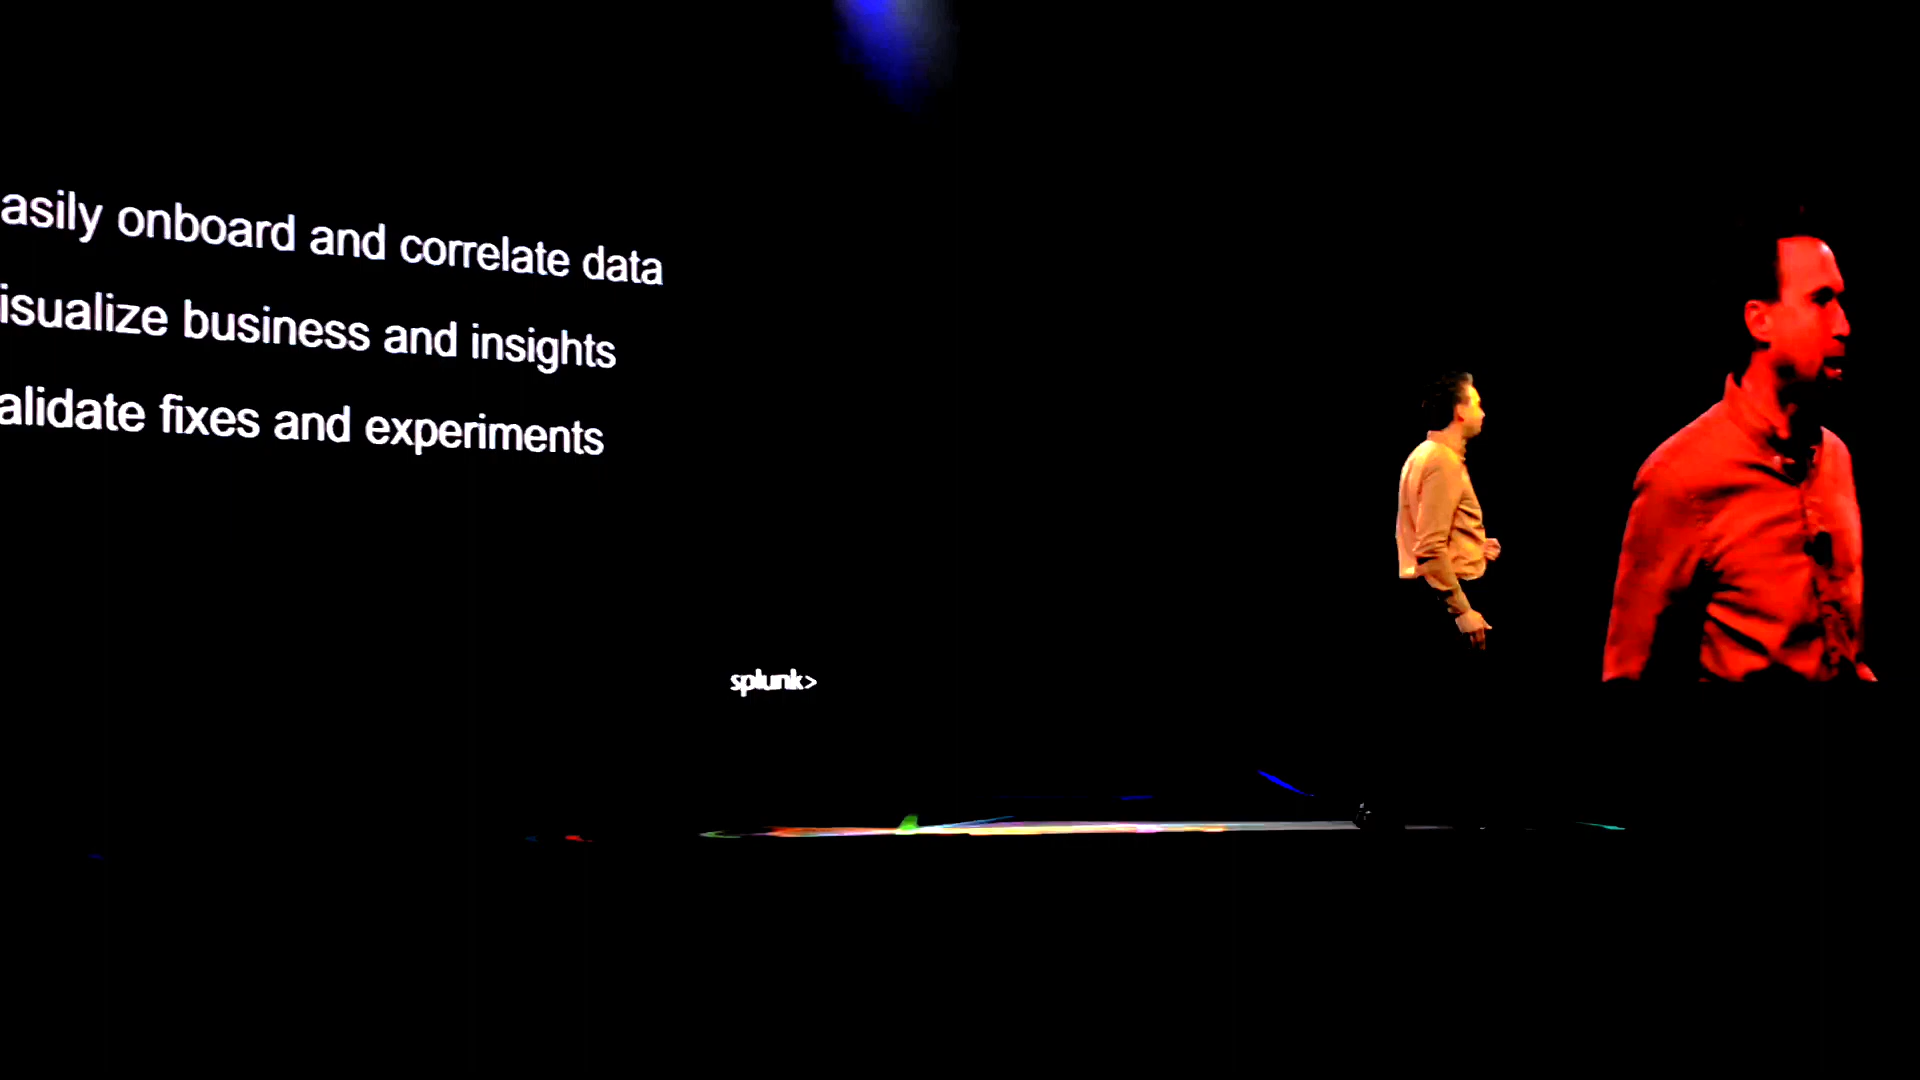 asily onboard and correlate data
isualize business and insights
alidate fixes and experiments
splunk>